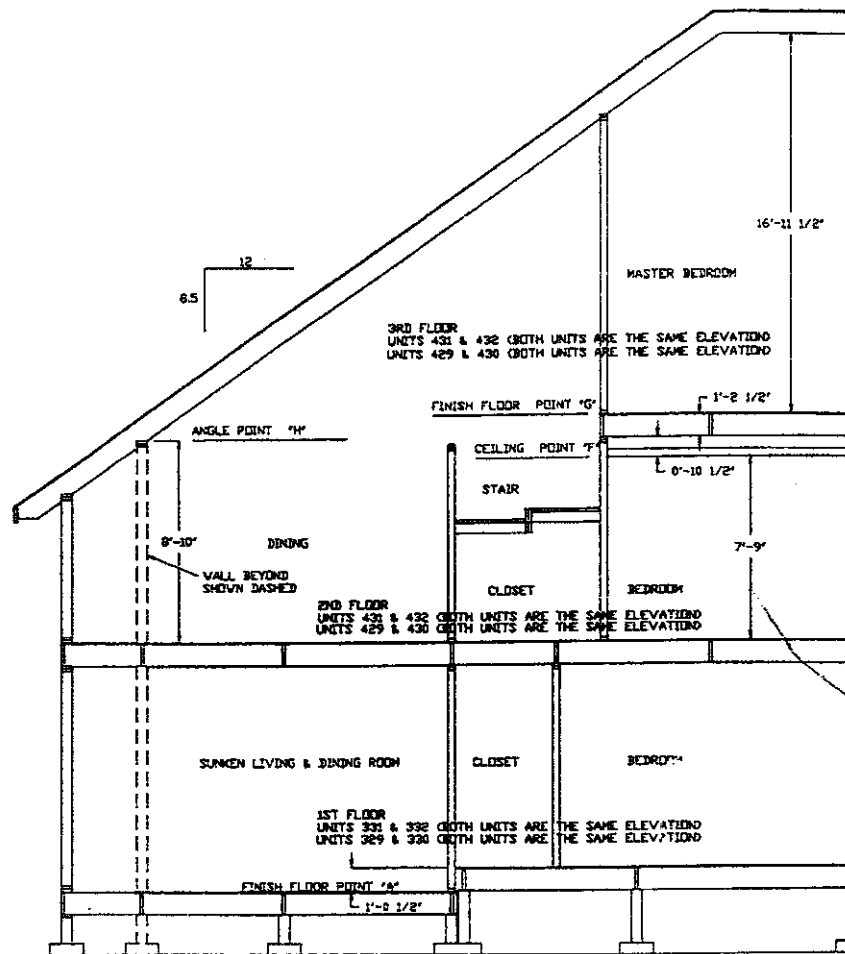 16'-11 1/2"
12
8.5
MASTER BEDROOM
3RD FLOOR
UNITS 431 & 432 (BOTH UNITS ARE THE SAME ELEVATION)
UNITS 429 & 430 (BOTH UNITS ARE THE SAME ELEVATION)
1'-2 1/2"
FINISH FLOOR POINT "G"
ANGLE POINT "H"
CEILING POINT "F"
0'-10 1/2"
STAIR
8'-10"
DINING
7'-9"
WALL BEYOND
SHOWN DASHED
CLOSET
BEDROOM
2ND FLOOR
UNITS 431 & 432 (BOTH UNITS ARE THE SAME ELEVATION)
UNITS 429 & 430 (BOTH UNITS ARE THE SAME ELEVATION)
SUNKEN LIVING & DINING ROOM
CLOSET
BEDROOM
1ST FLOOR
UNITS 331 & 332 (BOTH UNITS ARE THE SAME ELEVATION)
UNITS 329 & 330 (BOTH UNITS ARE THE SAME ELEVATION)
FINISH FLOOR POINT "A"
1'-0 1/2"